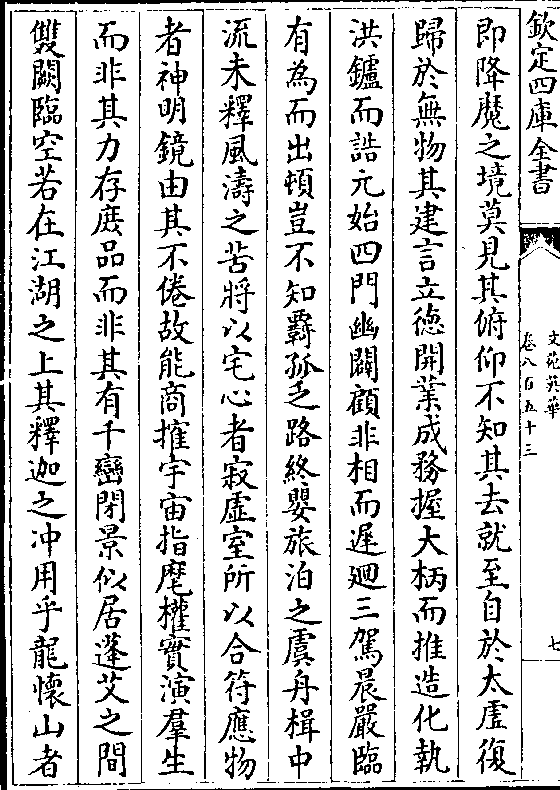 欽定四庫全書
文苑英華
卷八百五十三
七
即降魔之境莫見其俯仰不知其去就至自於太虛復
歸於無物其建言立德開業成務握大柄而推造化執
洪鑪而誥元始四門幽闢顧非相而遲廻三駕晨嚴臨
有為而出頓豈不知羇孤乏路終嬰旅泊之虞舟楫中
流未釋風濤之苦將以宅心者寂虛室所以合符應物
者神明鏡由其不倦故能商搉宇宙指麾權實演羣生
而非其力存庶品而非其有千巒閉景似居蓬艾之間
雙闕臨空若在江湖之上其釋迦之冲用乎龍懷山者